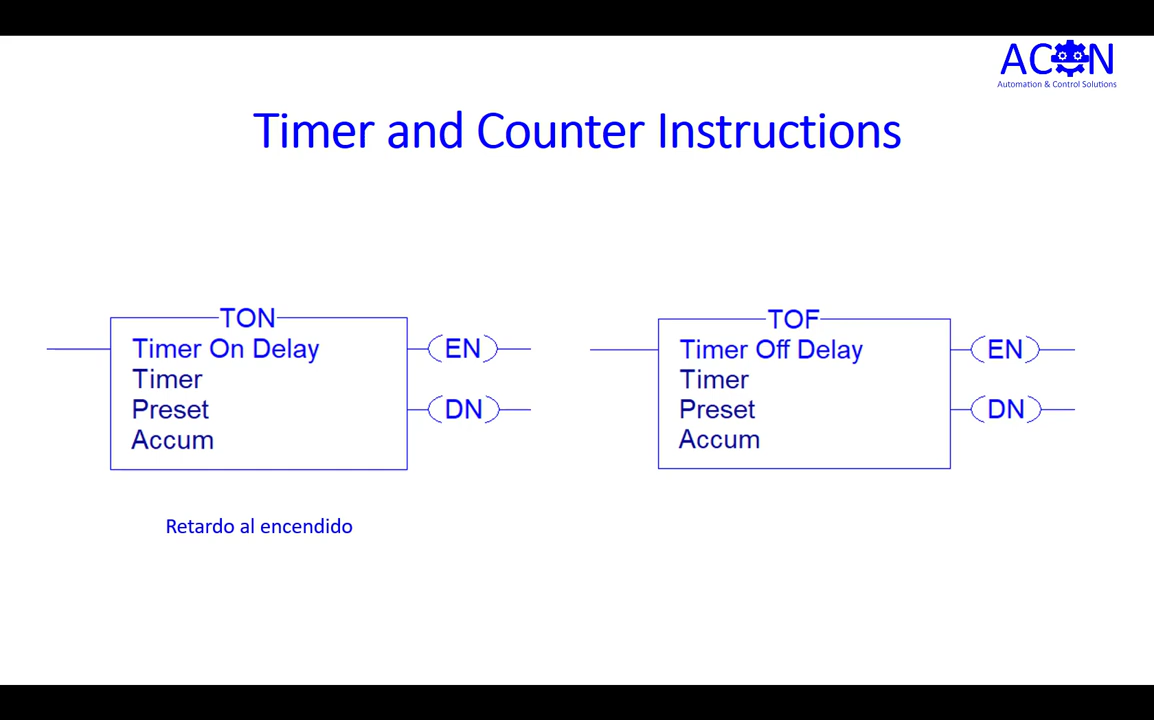 ACON
Automation & Control Solutions
Timer and Counter Instructions
TON
Timer On Delay
EN
Timer
Preset
DN
Accum
TOF
Timer Off Delay
EN
Timer
Preset
DN
Accum
Retardo al encendido